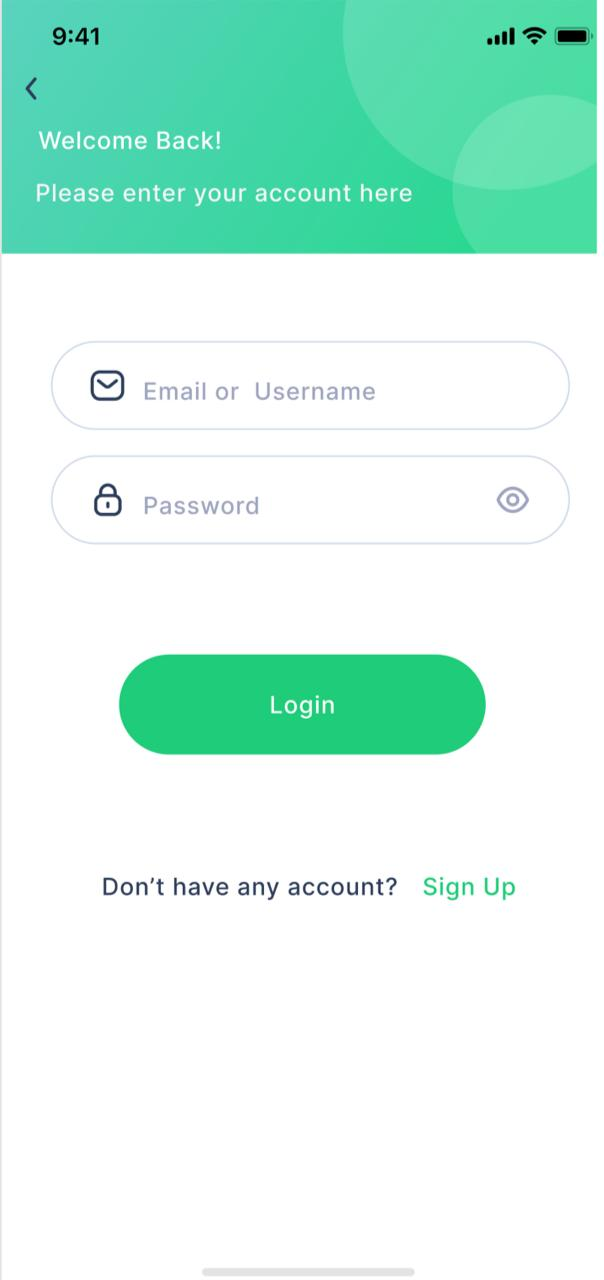 9:41
Welcome Back!
Please enter your account here
Email or  Username
Password
Login
Don’t have any account?   Sign Up